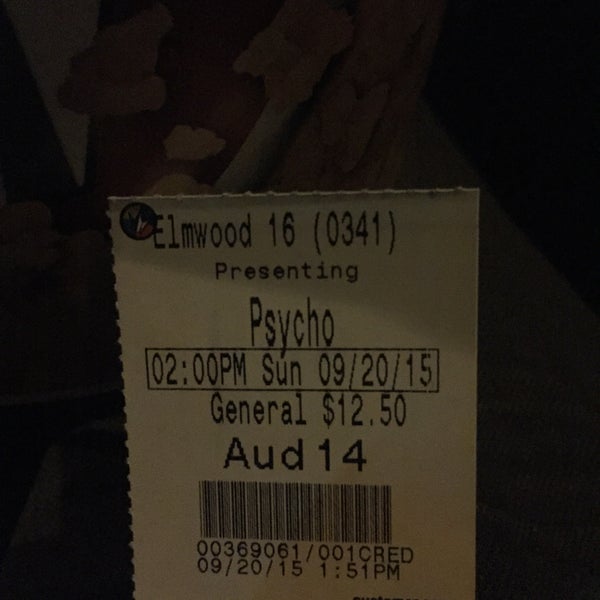 Elmwood 16 (0341)
Presenting
Psycho
02:00PM Sun 09/20/15
General $12.50
Aud 14
00369061/001CRED
09/20/15 1:51PM